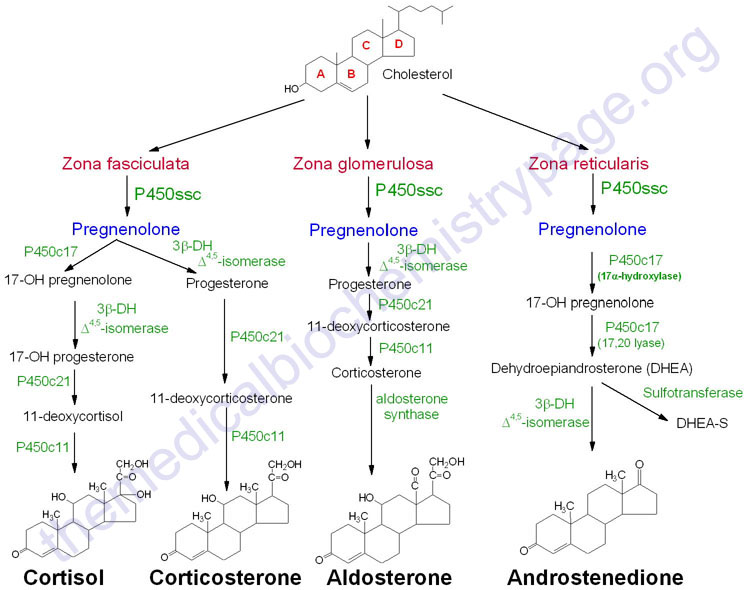 A
B
C
D
HO
Cholesterol
Zona fasciculata
Zona glomerulosa
Zona reticularis
P450ssc
P450ssc
P450ssc
Pregnenolone
Pregnenolone
Pregnenolone
P450c17
3β-DH
Δ4,5-isomerase
17-OH pregnenolone
Progesterone
3β-DH
Δ4,5-isomerase
17-OH progesterone
P450c21
P450c21
11-deoxycortisol
11-deoxycorticosterone
P450c11
P450c11
3β-DH
Δ4,5-isomerase
Progesterone
P450c21
11-deoxycorticosterone
P450c11
Corticosterone
aldosterone
synthase
P450c17
(17α-hydroxylase)
17-OH pregnenolone
P450c17
(17,20 lyase)
Dehydroepiandrosterone (DHEA)
Sulfotransferase
3β-DH
Δ4,5-isomerase
DHEA-S
CH2OH
C=O
H3C
OH
HO
H3C
O
Cortisol
CH2OH
C=O
HO
H3C
H3C
O
Corticosterone
O
CH2OH
C
C=O
HO
H3C
O
Aldosterone
O
H3C
H3C
O
Androstenedione
themedicalbiochemistrypage.org